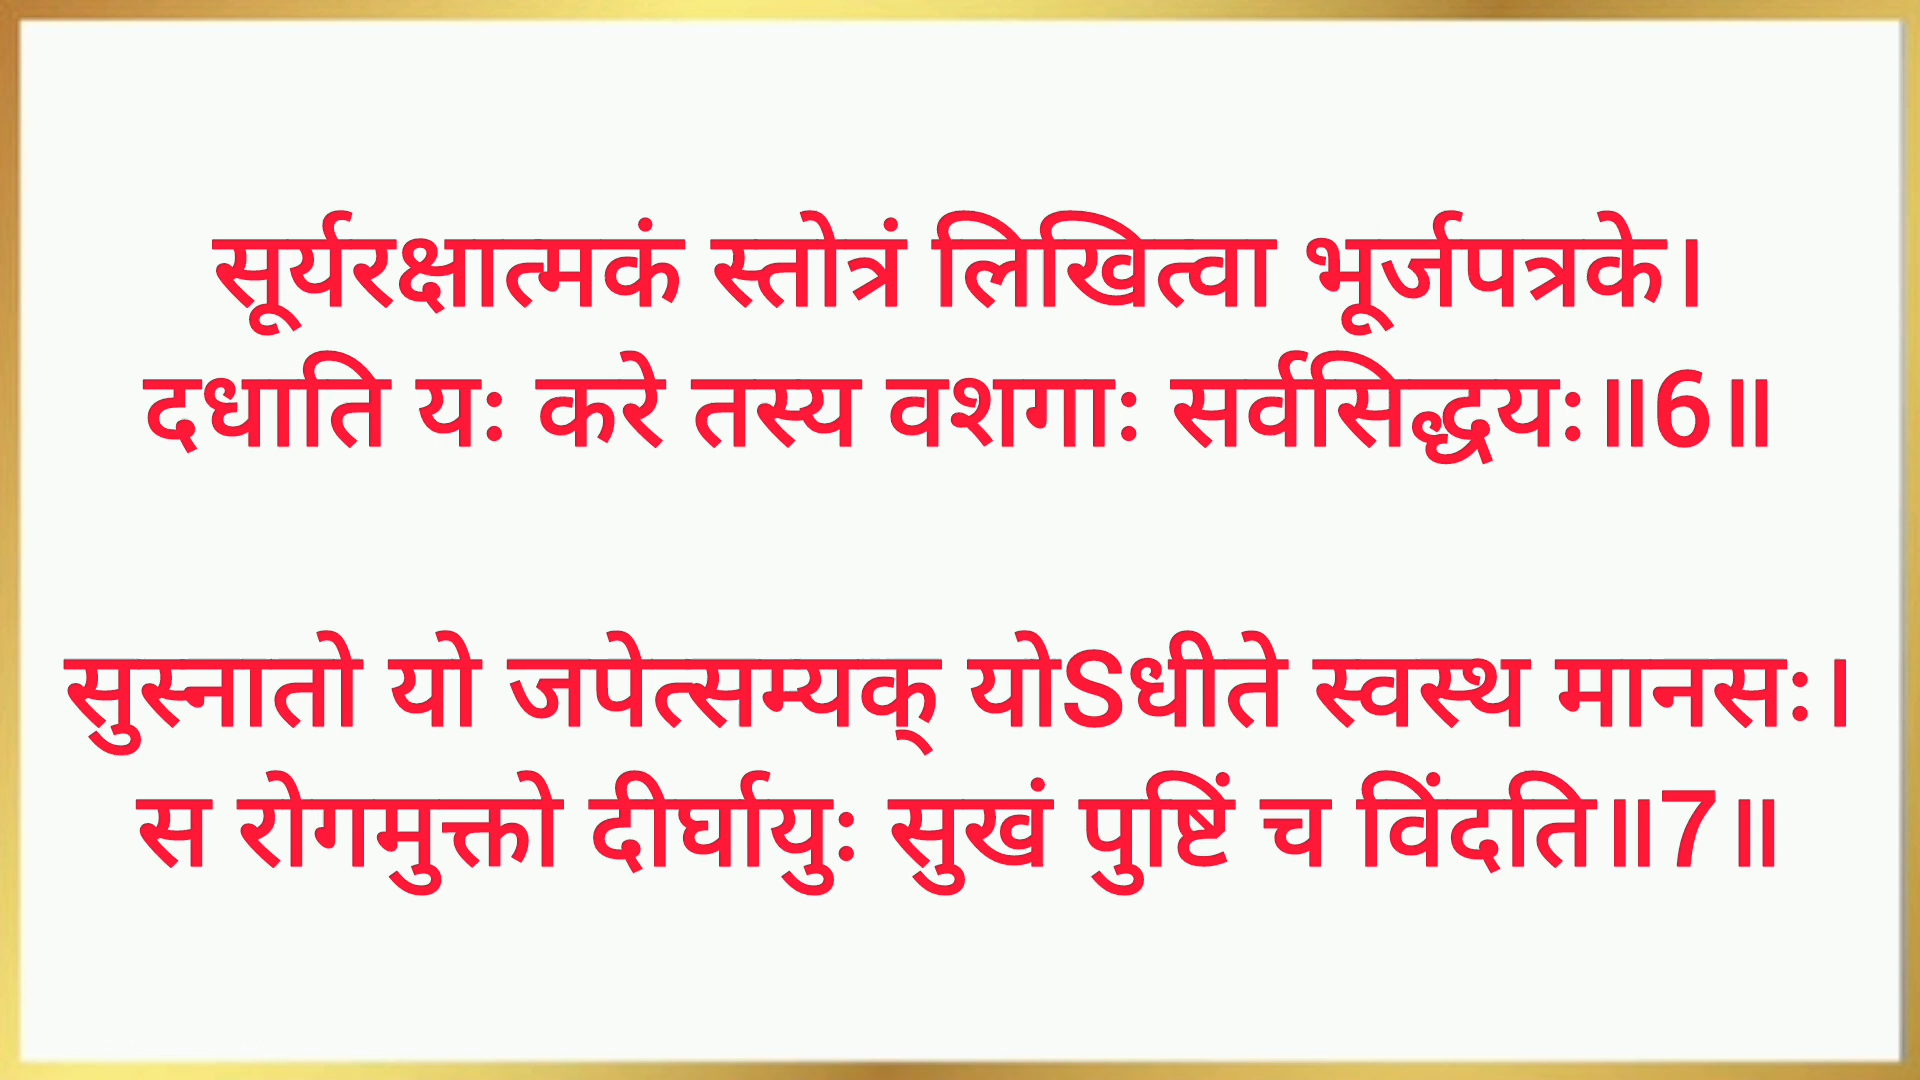 सूर्यरक्षात्मकं स्तोत्रं लिखित्वा भूर्जपत्रके।
दधाति यः करे तस्य वशगाः सर्वसिद्धयः॥6॥
सुस्नातो यो जपेत्सम्यक् योSधीते स्वस्थ मानसः।
स रोगमुक्तो दीर्घायुः सुखं पुष्टिं च विंदति॥7॥